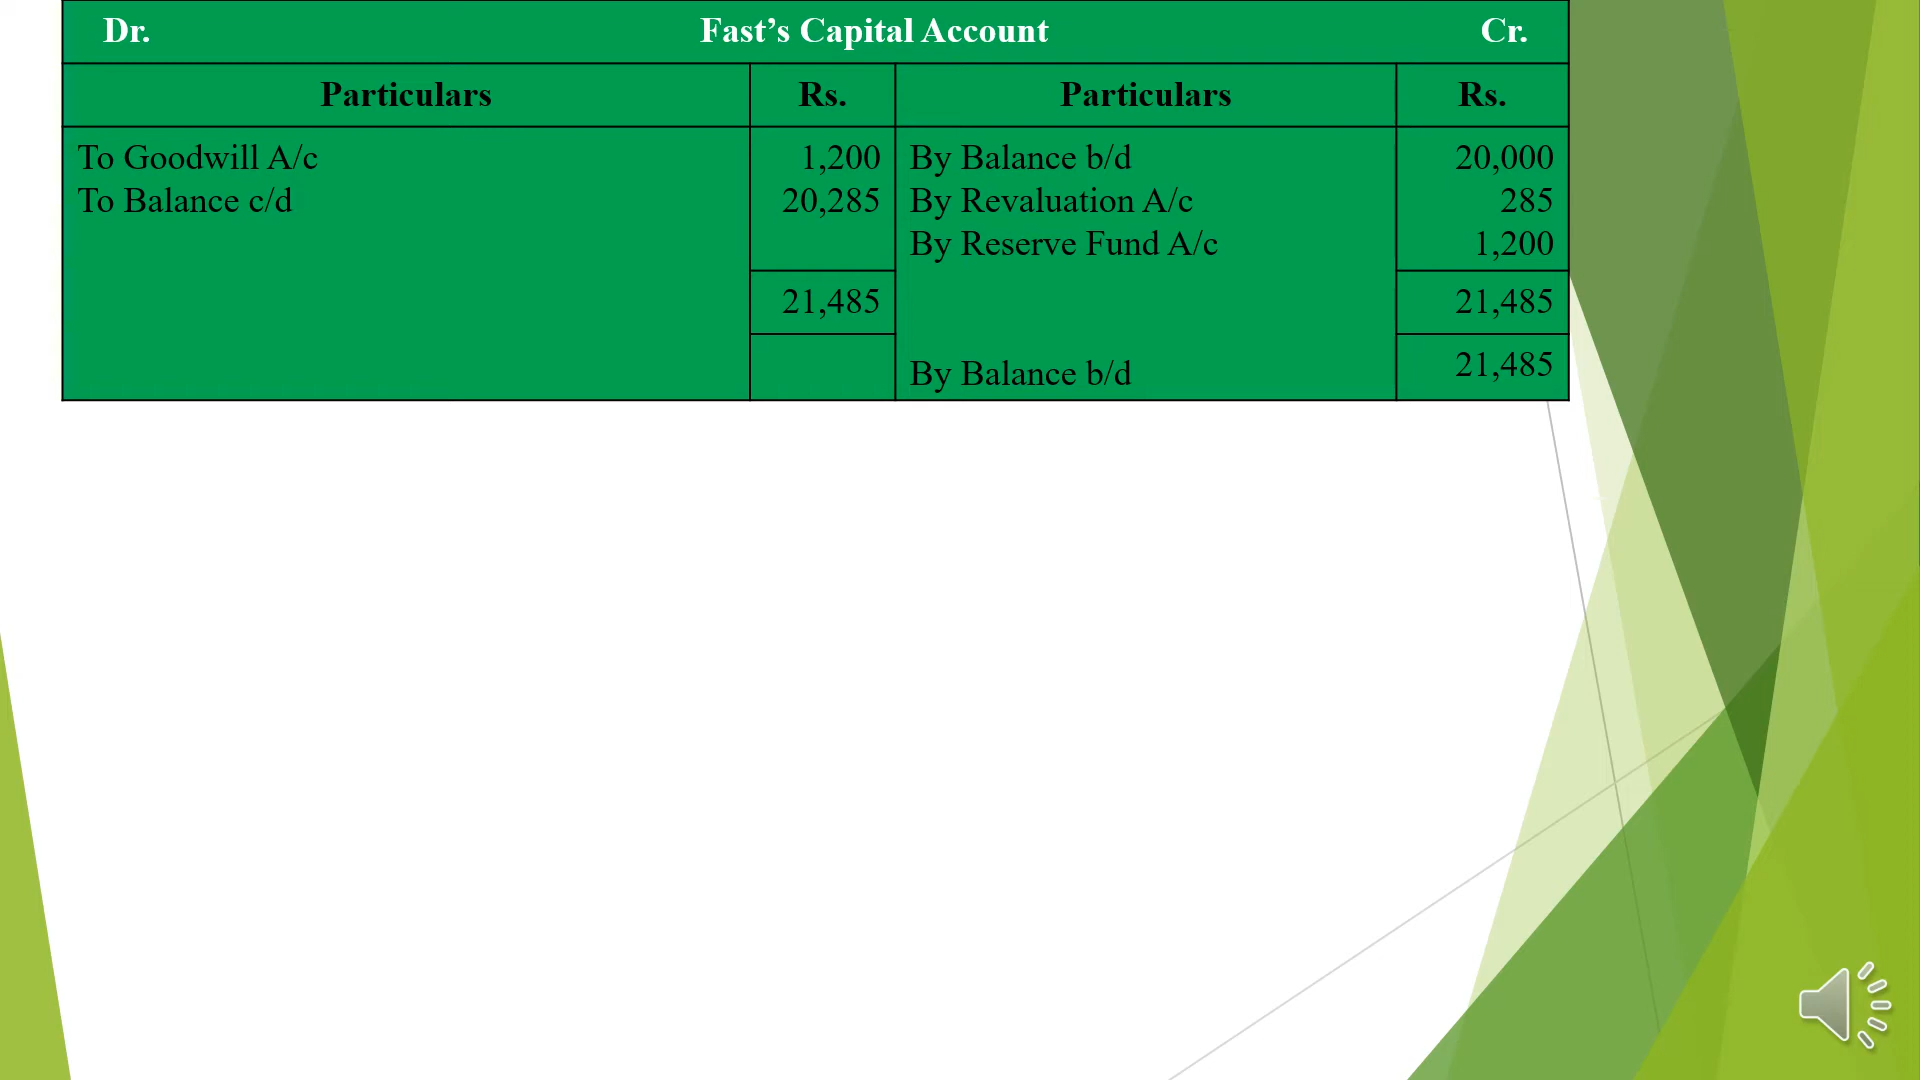 Dr. Fast’s Capital Account Cr.
Particulars Rs. Particulars Rs.
To Goodwill A/c 1,200 By Balance b/d 20,000
To Balance c/d 20,285 By Revaluation A/c 285
By Reserve Fund A/c 1,200
21,485 21,485
By Balance b/d 21,485